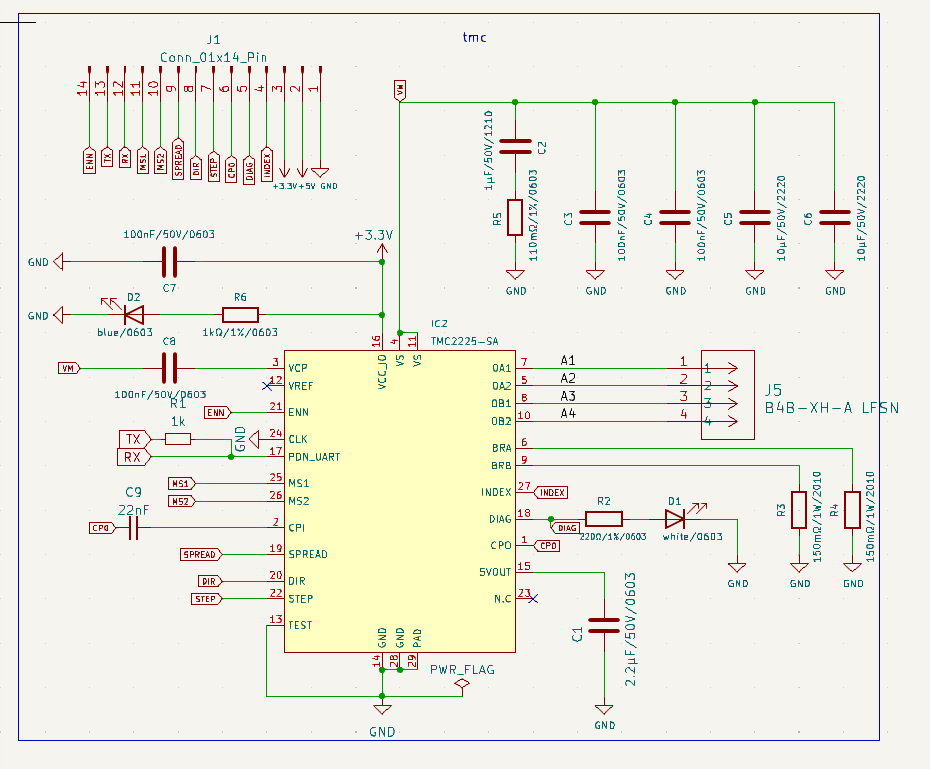 tmc
J1
Conn_01x14_Pin
14 13 12 11 10 9 8 7 6 5 4 3 2 1
ENN TX RX MS1 MS2 SPREAD DIR STEP CPO DIAG INDEX +3.3V +5V GND
VM
1µF/50V/1210 C2
R5 110mΩ/1%/0603
C3 100nF/50V/0603
C4 100nF/50V/0603
C5 10µF/50V/2220
C6 10µF/50V/2220
GND GND GND GND GND
100nF/50V/0603
+3.3V
GND
C7
D2 R6
GND
blue/0603 1kΩ/1%/0603
IC2
TMC2225-SA
C8
VM
100nF/50V/0603
16 4 11
VCC_IO VS VS
3 VCP
12 VREF
ENN 21 ENN
R1
1k
TX GND 24 CLK
RX 17 PDN_UART
MS1 25 MS1
MS2 26 MS2
C9
22nF
CPO 2 CPI
SPREAD 19 SPREAD
DIR 20 DIR
STEP 22 STEP
13 TEST
OA1 7 A1 1 1
OA2 5 A2 2 2
OB1 8 A3 3 3
OB2 10 A4 4 4
J5
B4B-XH-A LFSN
BRA 6
BRB 9
INDEX 27 INDEX
DIAG 18 DIAG
R2 D1
220Ω/1%/0603 white/0603
GND
R3 150mΩ/1W/2010
R4 150mΩ/1W/2010
GND GND
CPO 1 CPO
5VOUT 15
N.C 23
C1 2.2µF/50V/0603
GND
GND GND PAD
14 28 29
PWR_FLAG
GND